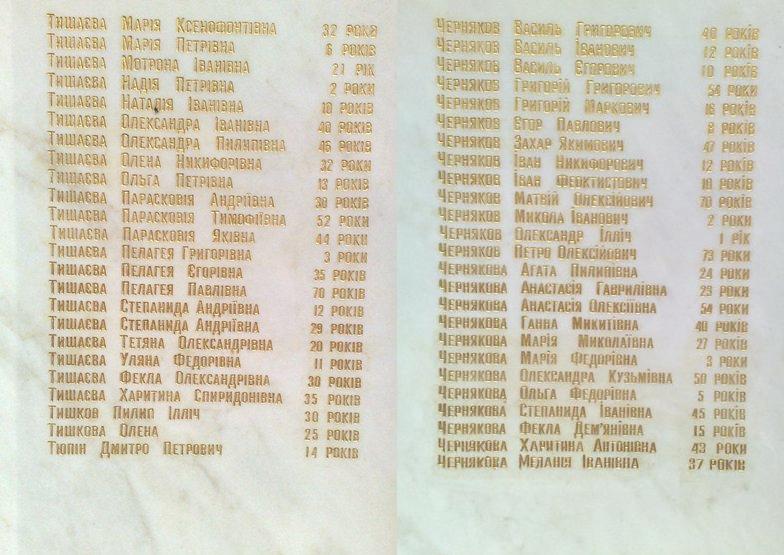 Тишаєва Марія Ксенофонтівна 32 роки
Тишаєва Марія Петрівна 6 років
Тишаєва Мотрона Іванівна 21 рік
Тишаєва Надія Петрівна 2 роки
Тишаєва Наталія Іванівна 10 років
Тишаєва Олександра Іванівна 40 років
Тишаєва Олександра Пилипівна 46 років
Тишаєва Олена Никифорівна 32 роки
Тишаєва Ольга Петрівна 13 років
Тишаєва Парасковія Андріївна 30 років
Тишаєва Парасковія Тимофіївна 52 роки
Тишаєва Парасковія Яківна 44 роки
Тишаєва Пелагея Григорівна 3 роки
Тишаєва Пелагея Єгорівна 35 років
Тишаєва Пелагея Павлівна 70 років
Тишаєва Степанида Андріївна 12 років
Тишаєва Степанида Андріївна 29 років
Тишаєва Тетяна Олександрівна 20 років
Тишаєва Уляна Федорівна 11 років
Тишаєва Фекла Олександрівна 30 років
Тишаєва Харитина Спиридонівна 35 років
Тишков Пилип Ілліч 30 років
Тишкова Олена 25 років
Тюпін Дмитро Петрович 14 років
Черняков Василь Григорович 40 років
Черняков Василь Іванович 12 років
Черняков Василь Єгорович 10 років
Черняков Григорій Григорович 54 роки
Черняков Григорій Маркович 16 років
Черняков Єгор Павлович 8 років
Черняков Захар Якимович 47 років
Черняков Іван Никифорович 12 років
Черняков Іван Феоктистович 10 років
Черняков Матвій Олексійович 70 років
Черняков Микола Іванович 2 роки
Черняков Олександр Ілліч 1 рік
Черняков Петро Олексійович 73 роки
Чернякова Агата Пилипівна 24 роки
Чернякова Анастасія Гаврилівна 23 роки
Чернякова Анастасія Олексіївна 54 роки
Чернякова Ганна Микитівна 40 років
Чернякова Марія Миколаївна 27 років
Чернякова Марія Федорівна 3 роки
Чернякова Олександра Кузьмівна 50 років
Чернякова Ольга Федорівна 5 років
Чернякова Степанида Іванівна 45 років
Чернякова Фекла Дем'янівна 15 років
Чернякова Харитина Антонівна 43 роки
Чернякова Меланія Іванівна 37 років